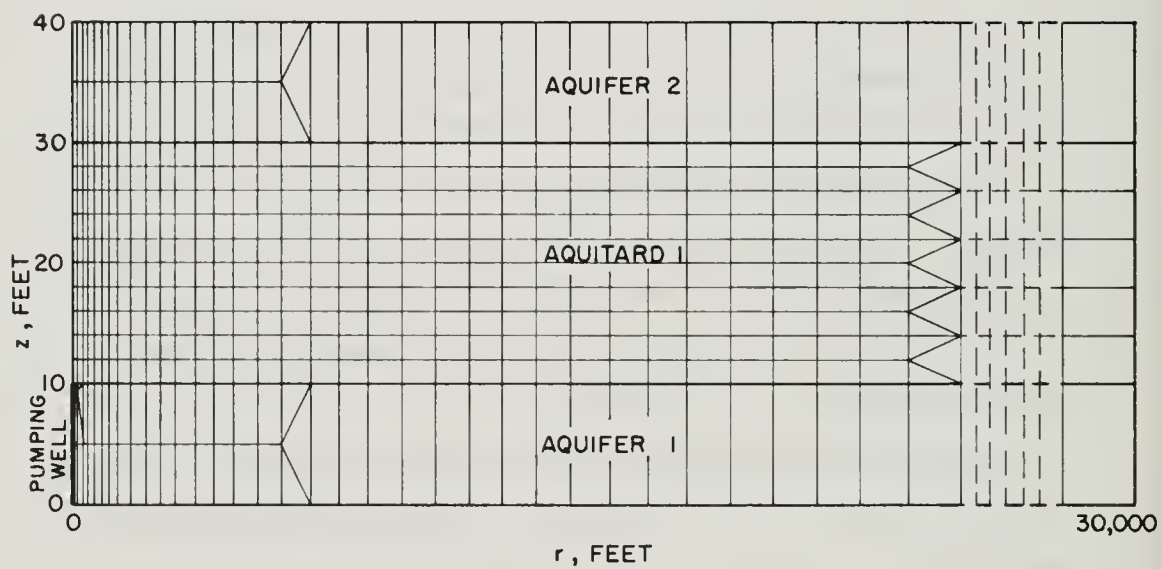 40
30
20
10
0
z, FEET
PUMPING
WELL
AQUIFER 2
AQUITARD 1
AQUIFER 1
0
30,000
r, FEET